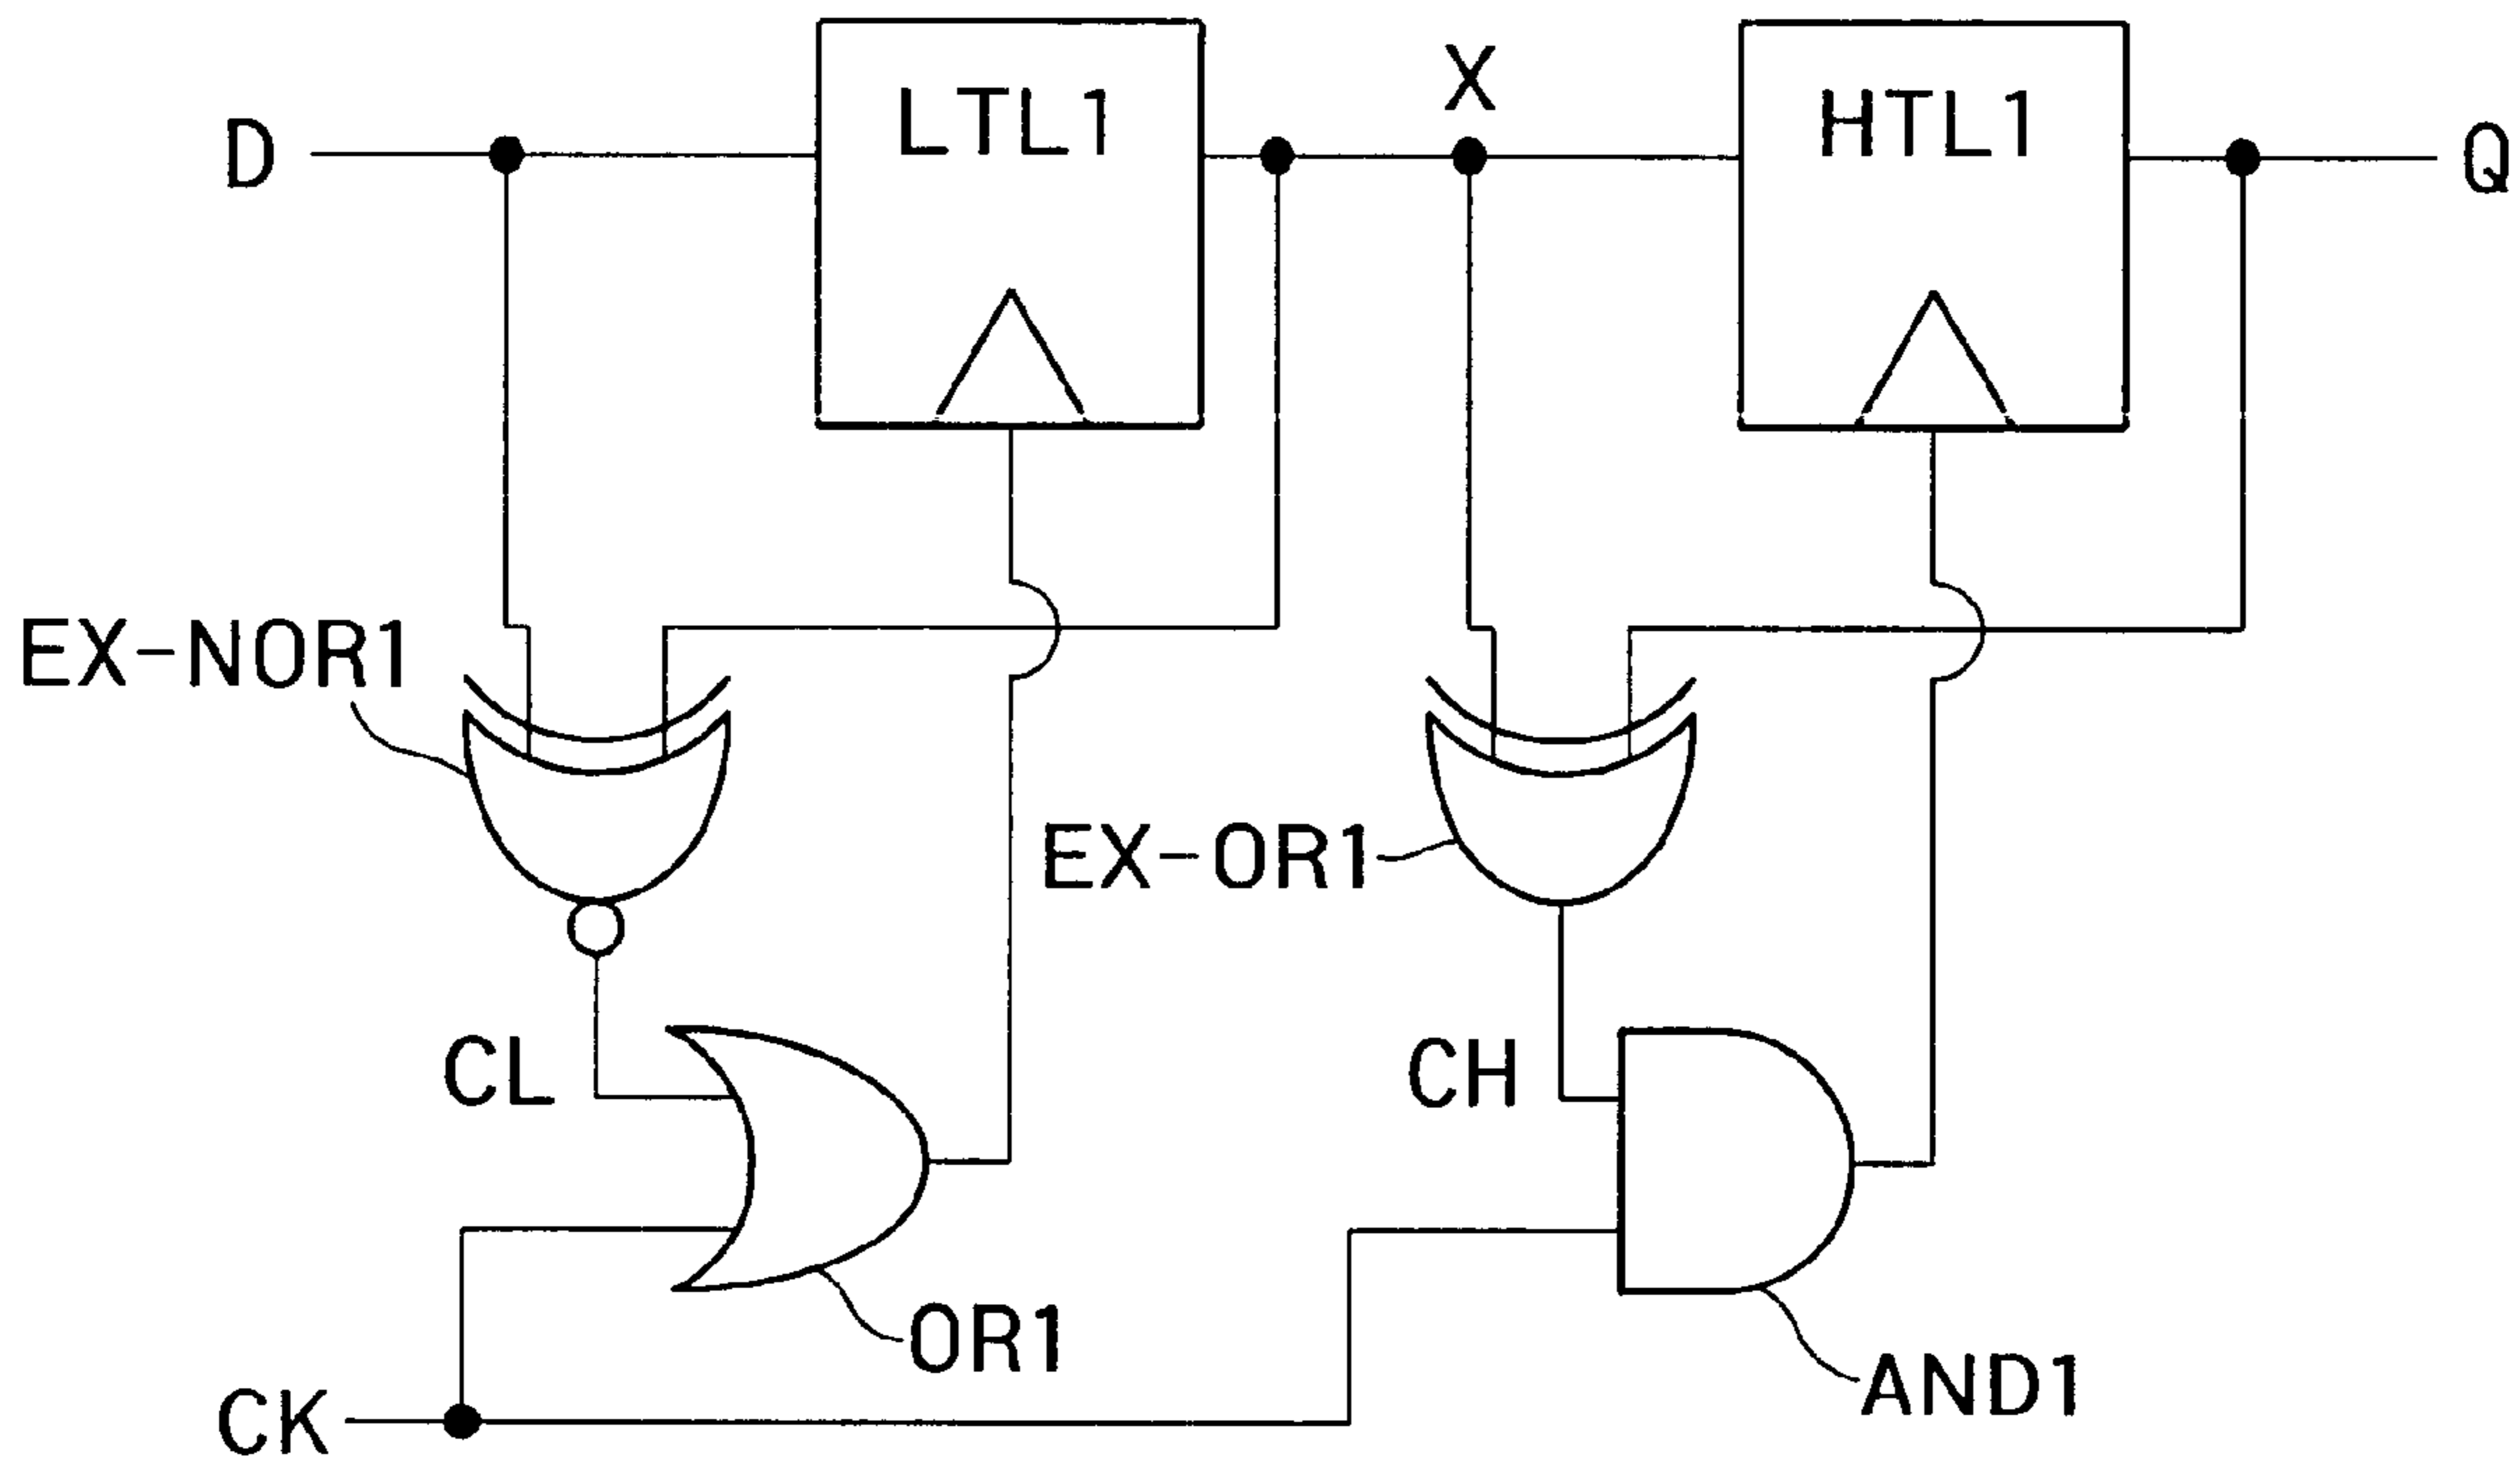 X
LTL1
HTL1
D
Q
EX-NOR1
EX-OR1
CL
CH
OR1
AND1
CK